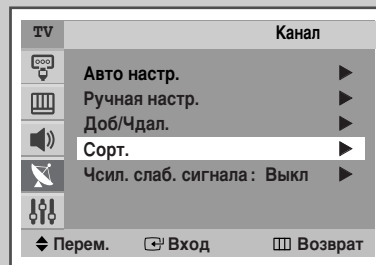 TV Канал
Авто настр.
Ручная настр.
Доб/Чдал.
Сорт.
Чсил. слаб. сигнала : Выкл
Перем. Вход Возврат